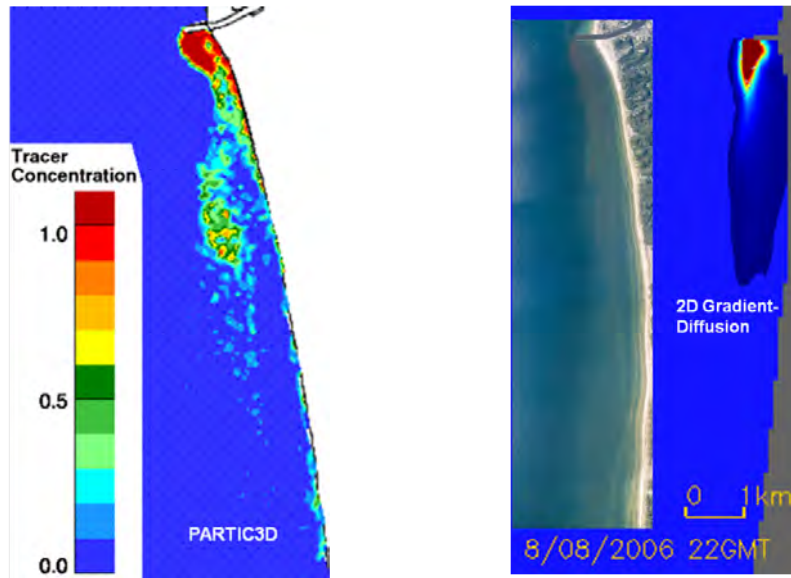 Tracer
Concentration
1.0
0.5
0.0
PARTIC3D
2D Gradient-
Diffusion
0 1km
8/08/2006 22GMT